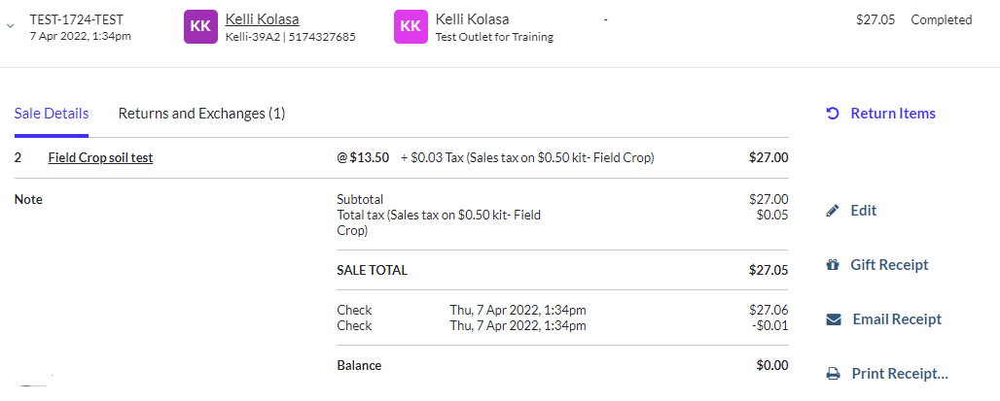 TEST-1724-TEST
7 Apr 2022, 1:34pm
KK
Kelli Kolasa
Kelli-39A2 | 5174327685
KK
Kelli Kolasa
Test Outlet for Training
-
$27.05
Completed
Sale Details
Returns and Exchanges (1)
Return Items
2 Field Crop soil test @ $13.50 + $0.03 Tax (Sales tax on $0.50 kit- Field Crop) $27.00
Note
Subtotal $27.00
Total tax (Sales tax on $0.50 kit- Field $0.05
Crop)
SALE TOTAL $27.05
Check Thu, 7 Apr 2022, 1:34pm $27.06
Check Thu, 7 Apr 2022, 1:34pm -$0.01
Balance $0.00
Edit
Gift Receipt
Email Receipt
Print Receipt...